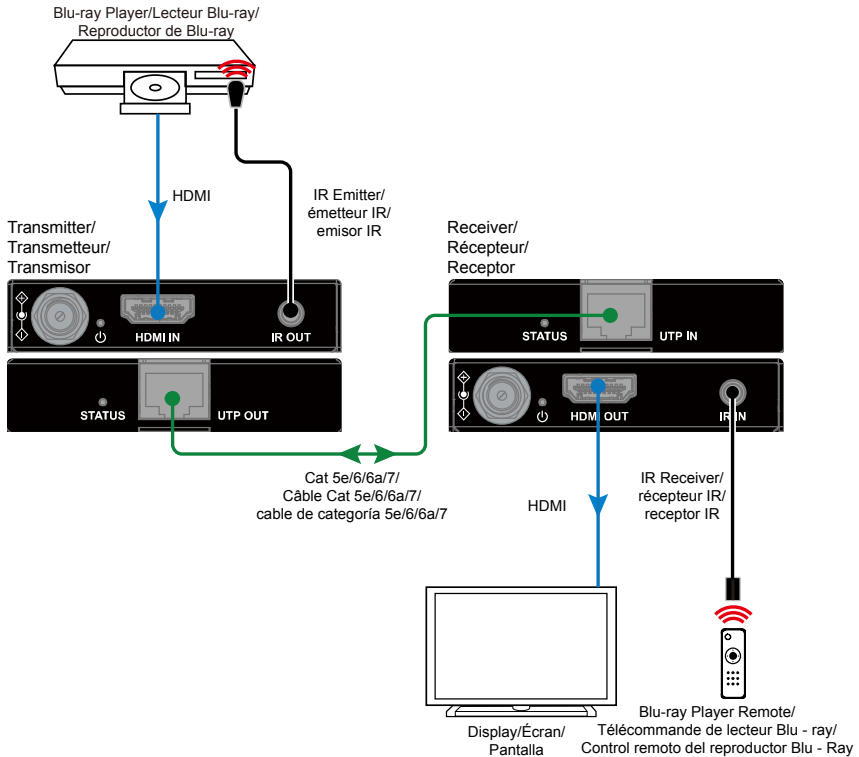 Blu-ray Player/Lecteur Blu-ray/
Reproductor de Blu-ray
HDMI
IR Emitter/
émetteur IR/
emisor IR
Transmitter/
Transmetteur/
Transmisor
Receiver/
Récepteur/
Receptor
HDMI IN
IR OUT
STATUS
UTP IN
STATUS
UTP OUT
HDMI OUT
IR IN
Cat 5e/6/6a/7/
Câble Cat 5e/6/6a/7/
cable de categoría 5e/6/6a/7
HDMI
IR Receiver/
récepteur IR/
receptor IR
Display/Écran/
Pantalla
Blu-ray Player Remote/
Télécommande de lecteur Blu - ray/
Control remoto del reproductor Blu - Ray